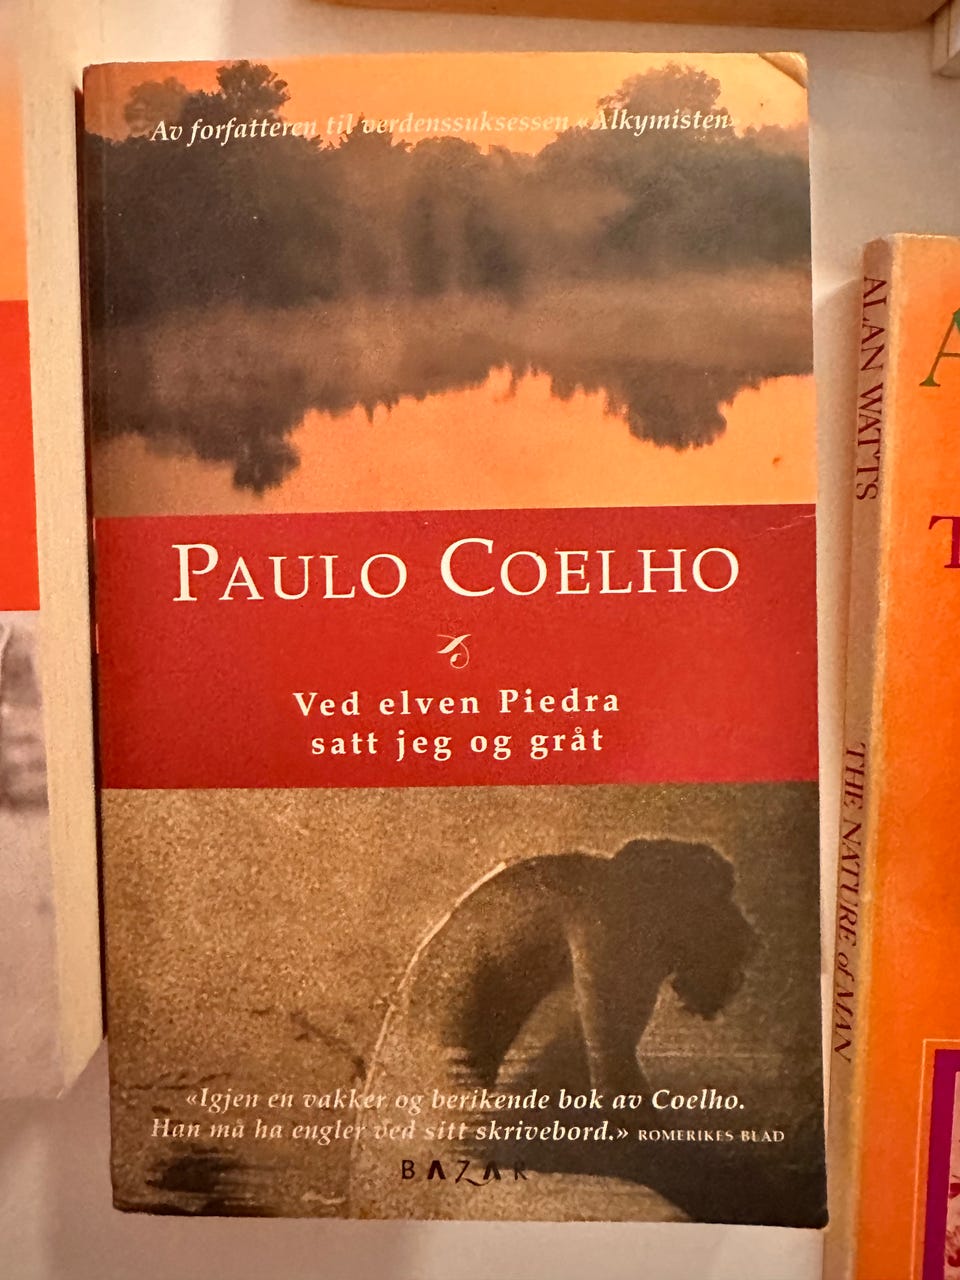 Av forfatteren til verdenssuksessen «Alkymisten»
PAULO COELHO
Ved elven Piedra
satt jeg og gråt
«Igjen en vakker og berikende bok av Coelho.
Han må ha engler ved sitt skrivebord.» ROMERIKES BLAD
BAZAR
ALAN WATTS
THE NATURE of MAN
A
T